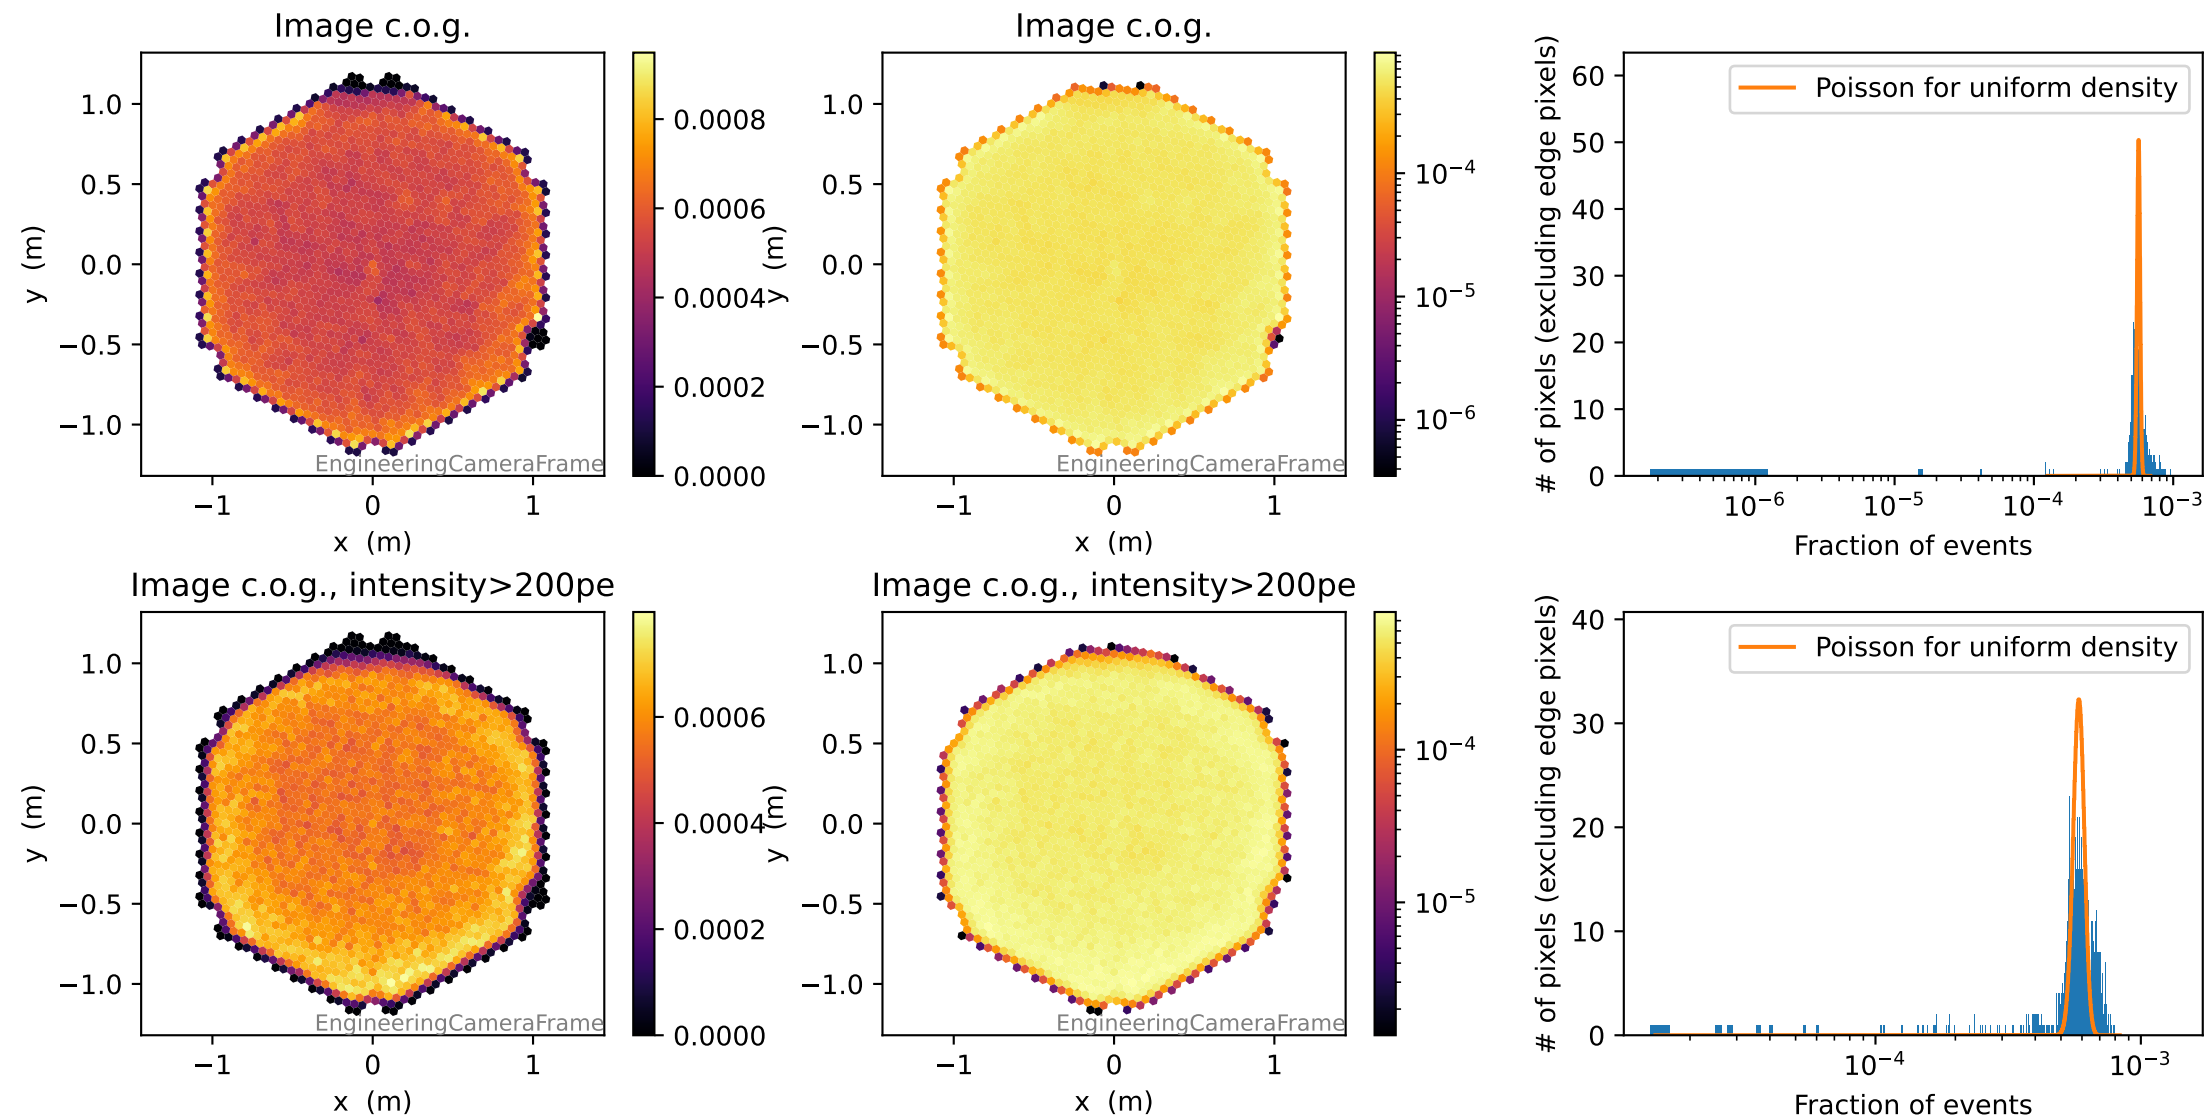 Image c.o.g.
y (m)
1.0
0.5
0.0
−0.5
−1.0
−1
0
1
x (m)
EngineeringCameraFrame
0.0008
0.0006
0.0004
0.0002
0.0000
Image c.o.g.
y (m)
1.0
0.5
0.0
−0.5
−1.0
−1
0
1
x (m)
EngineeringCameraFrame
10⁻⁴
10⁻⁵
10⁻⁶
# of pixels (excluding edge pixels)
60
50
40
30
20
10
0
Poisson for uniform density
10⁻⁶
10⁻⁵
10⁻⁴
10⁻³
Fraction of events
Image c.o.g., intensity>200pe
y (m)
1.0
0.5
0.0
−0.5
−1.0
−1
0
1
x (m)
EngineeringCameraFrame
0.0006
0.0004
0.0002
0.0000
Image c.o.g., intensity>200pe
y (m)
1.0
0.5
0.0
−0.5
−1.0
−1
0
1
x (m)
EngineeringCameraFrame
10⁻⁴
10⁻⁵
# of pixels (excluding edge pixels)
40
30
20
10
0
Poisson for uniform density
10⁻⁴
10⁻³
Fraction of events